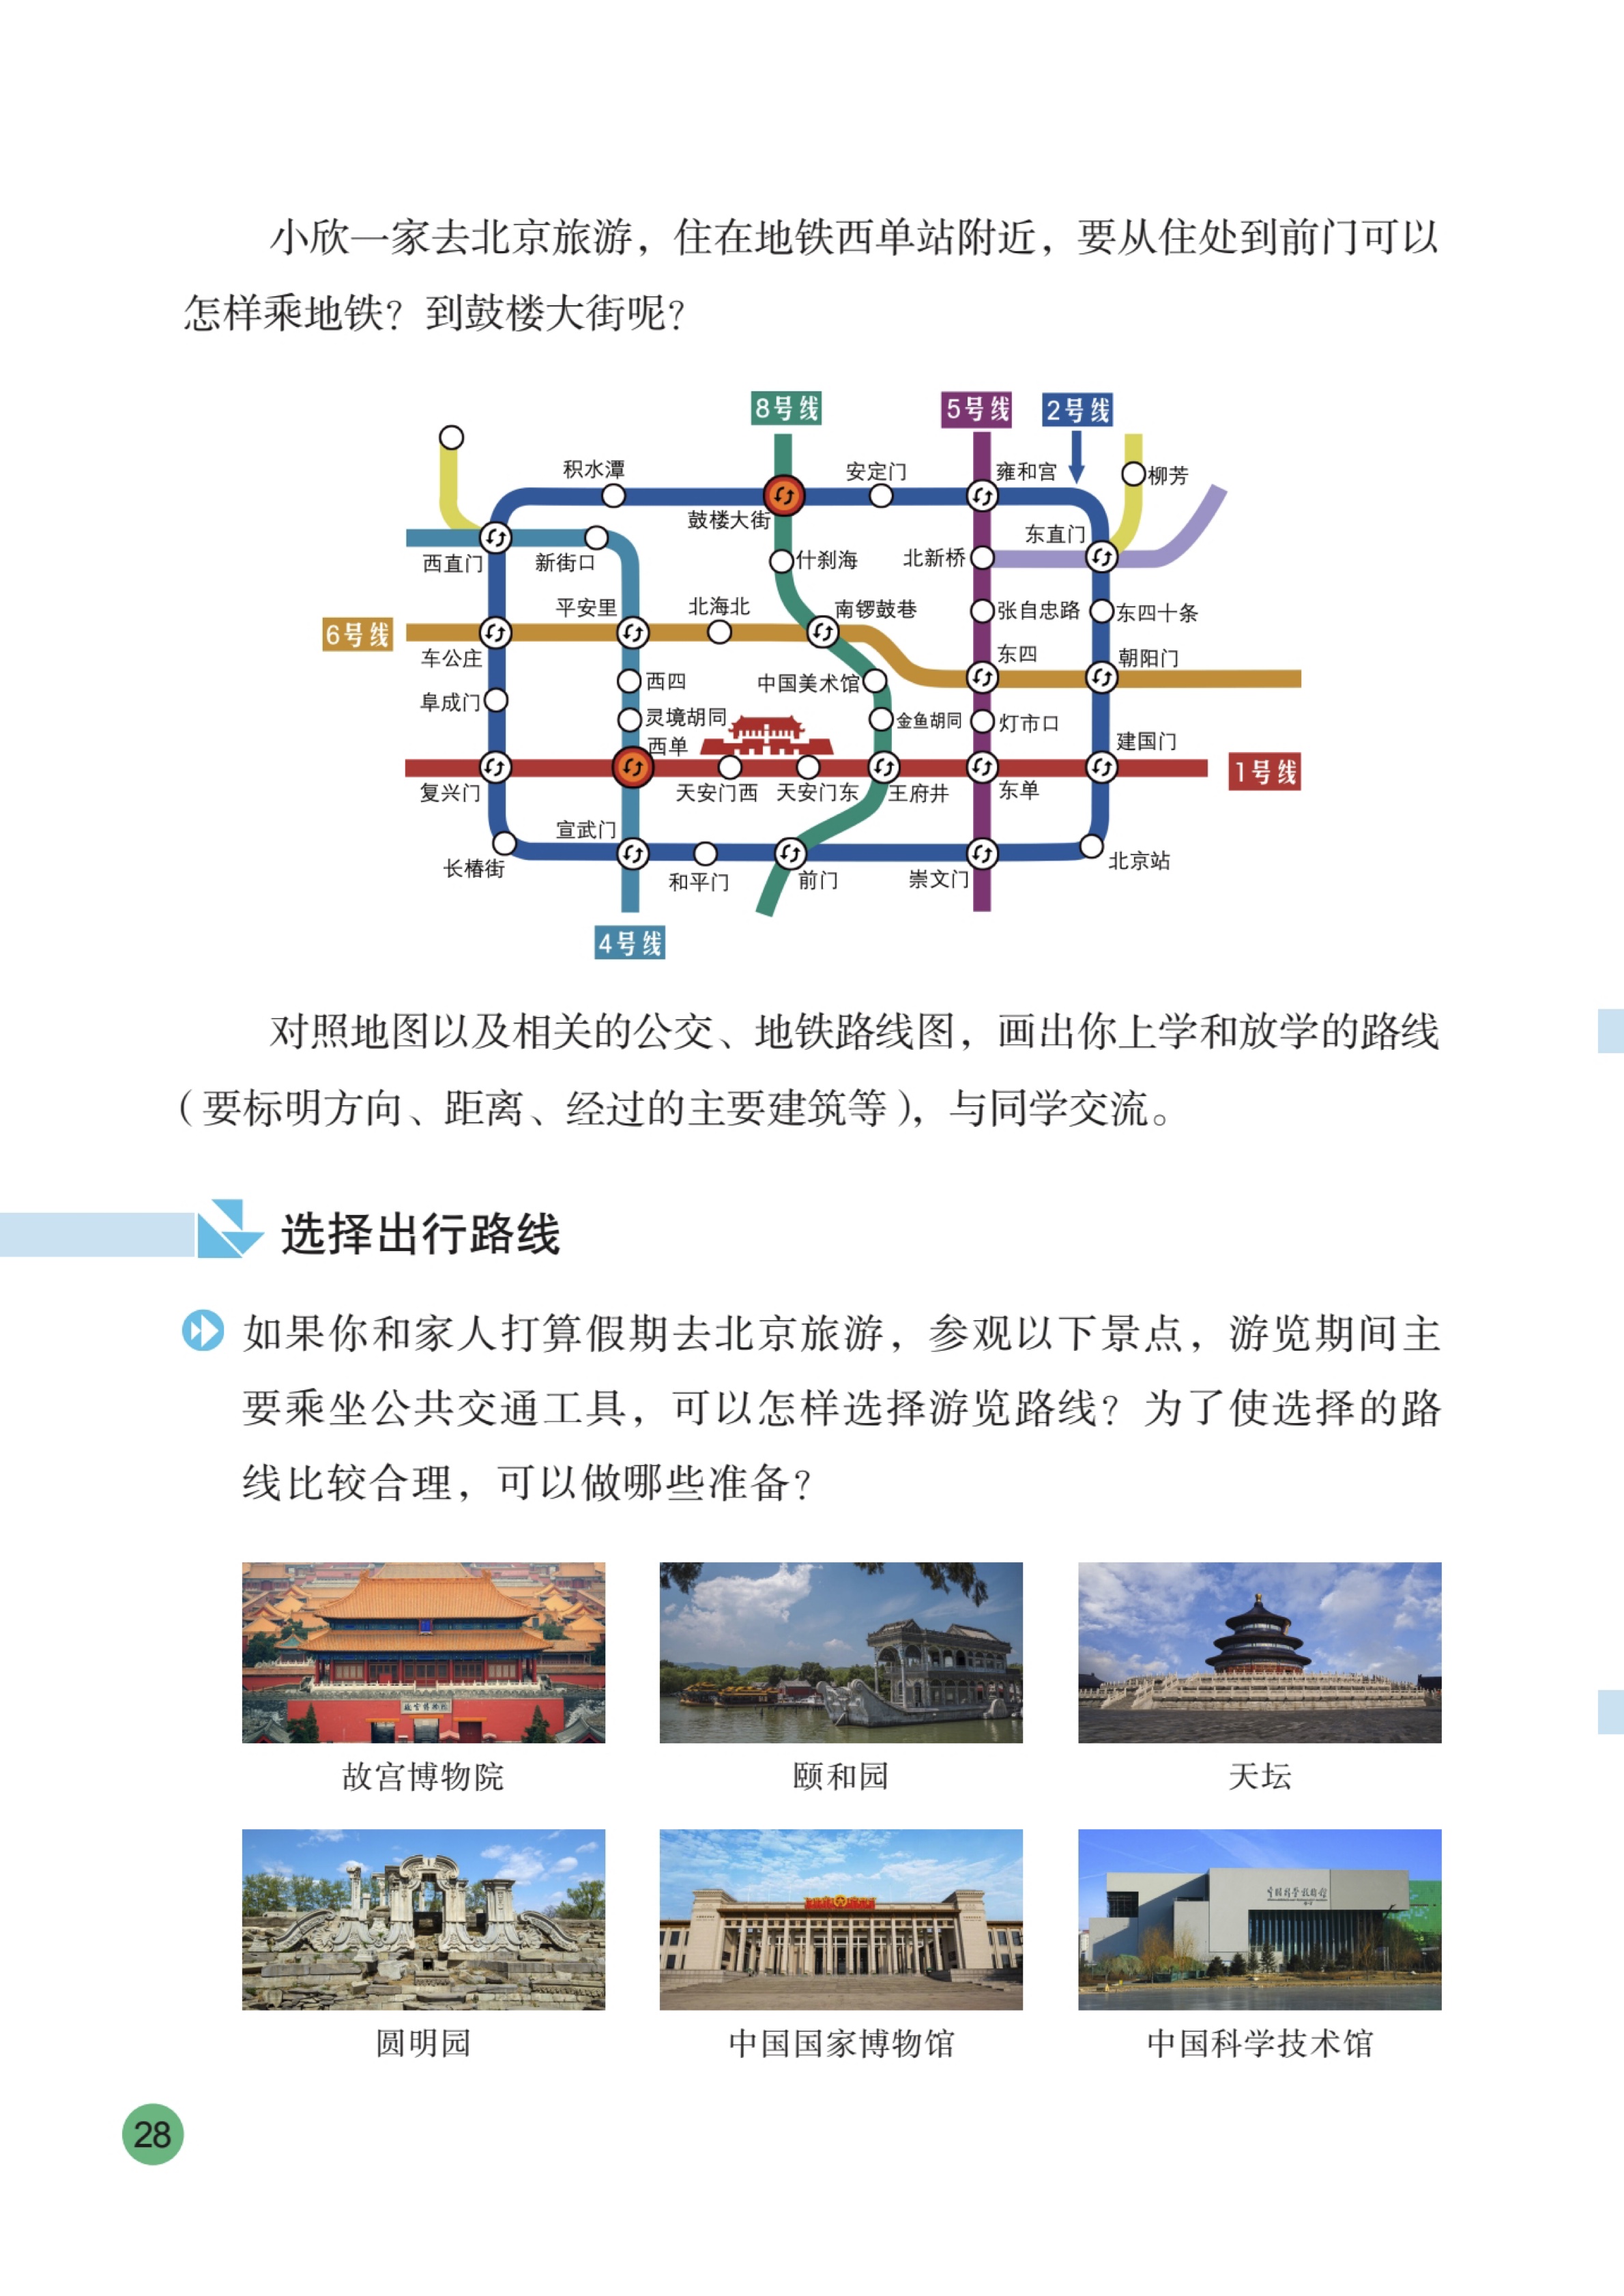 小欣一家去北京旅游，住在地铁西单站附近，要从住处到前门可以
怎样乘地铁？到鼓楼大街呢？
8号线
5号线
2号线
积水潭
安定门
雍和宫
柳芳
鼓楼大街
东直门
西直门
新街口
什刹海
北新桥
平安里
北海北
南锣鼓巷
张自忠路
东四十条
6号线
车公庄
东四
朝阳门
西四
中国美术馆
阜成门
灵境胡同
金鱼胡同
灯市口
西单
建国门
1号线
复兴门
天安门西
天安门东
王府井
东单
宣武门
长椿街
和平门
前门
崇文门
北京站
4号线
对照地图以及相关的公交、地铁路线图，画出你上学和放学的路线
（要标明方向、距离、经过的主要建筑等），与同学交流。
选择出行路线
如果你和家人打算假期去北京旅游，参观以下景点，游览期间主
要乘坐公共交通工具，可以怎样选择游览路线？为了使选择的路
线比较合理，可以做哪些准备？
故宫博物院
故宫博物院
颐和园
天坛
中国科学技术馆
圆明园
中国国家博物馆
中国科学技术馆
28